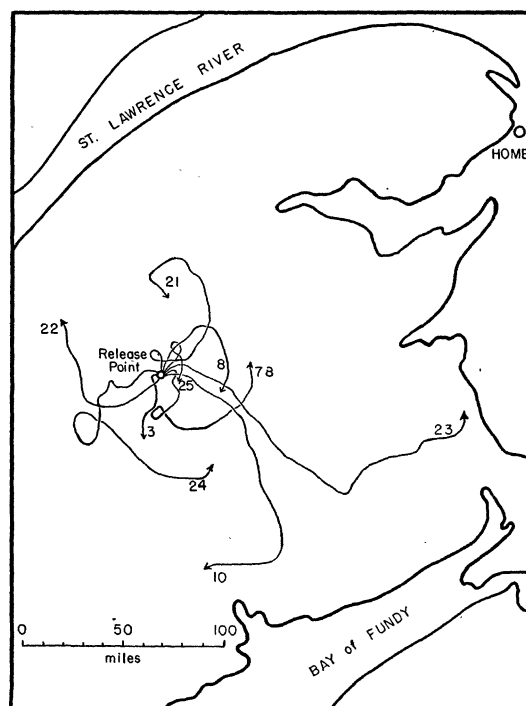 ST. LAWRENCE RIVER
HOME
21
22
Release
Point
8
78
25
3
23
24
10
0 50 100
miles
BAY of FUNDY